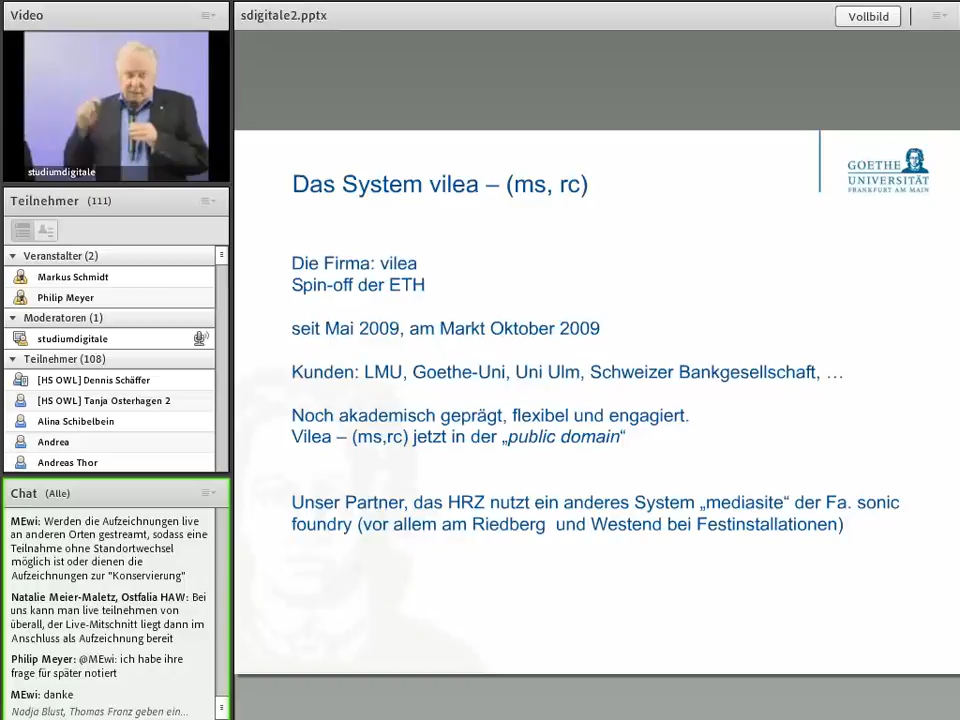 Video
studiumdigitale
Teilnehmer (111)
Veranstalter (2)
Markus Schmidt
Philip Meyer
Moderatoren (1)
studiumdigitale
Teilnehmer (108)
[HS OWL] Dennis Schäffer
[HS OWL] Tanja Osterhagen 2
Alina Schibelbein
Andrea
Andreas Thor
Chat (Alle)
MEwi: Werden die Aufzeichnungen live
an anderen Orten gestreamt, sodass eine
Teilnahme ohne Standortwechsel
möglich ist oder dienen die
Aufzeichnungen zur "Konservierung"
Natalie Meier-Maletz, Ostfalia HAW: Bei
uns kann man live teilnehmen von
überall, der Live-Mitschnitt liegt dann im
Anschluss als Aufzeichnung bereit
Philip Meyer: @MEwi: ich habe ihre
frage für später notiert
MEwi: danke
Nadja Blust, Thomas Franz geben ein...
sdigitale2.pptx
Vollbild
GOETHE
UNIVERSITÄT
FRANKFURT AM MAIN
Das System vilea – (ms, rc)
Die Firma: vilea
Spin-off der ETH
seit Mai 2009, am Markt Oktober 2009
Kunden: LMU, Goethe-Uni, Uni Ulm, Schweizer Bankgesellschaft, …
Noch akademisch geprägt, flexibel und engagiert.
Vilea – (ms,rc) jetzt in der „public domain“
Unser Partner, das HRZ nutzt ein anderes System „mediasite“ der Fa. sonic
foundry (vor allem am Riedberg und Westend bei Festinstallationen)